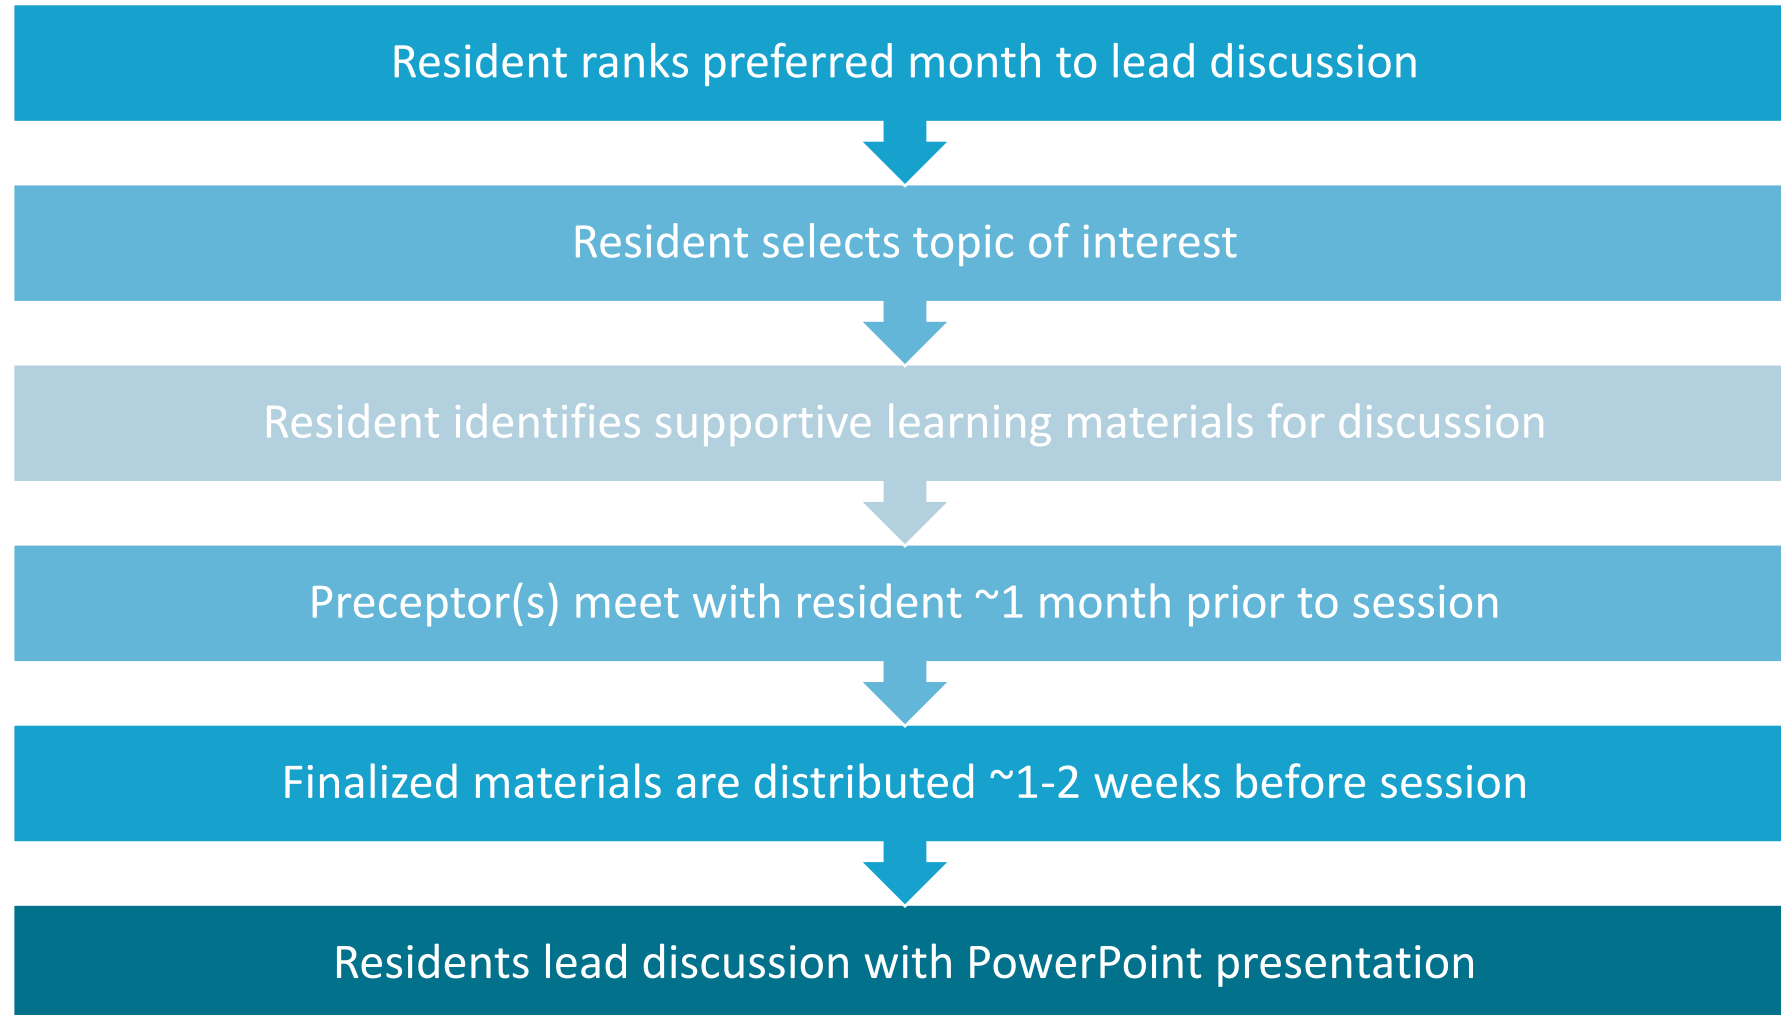 Resident ranks preferred month to lead discussion
Resident selects topic of interest
Resident identifies supportive learning materials for discussion
Preceptor(s) meet with resident ~1 month prior to session
Finalized materials are distributed ~1-2 weeks before session
Residents lead discussion with PowerPoint presentation